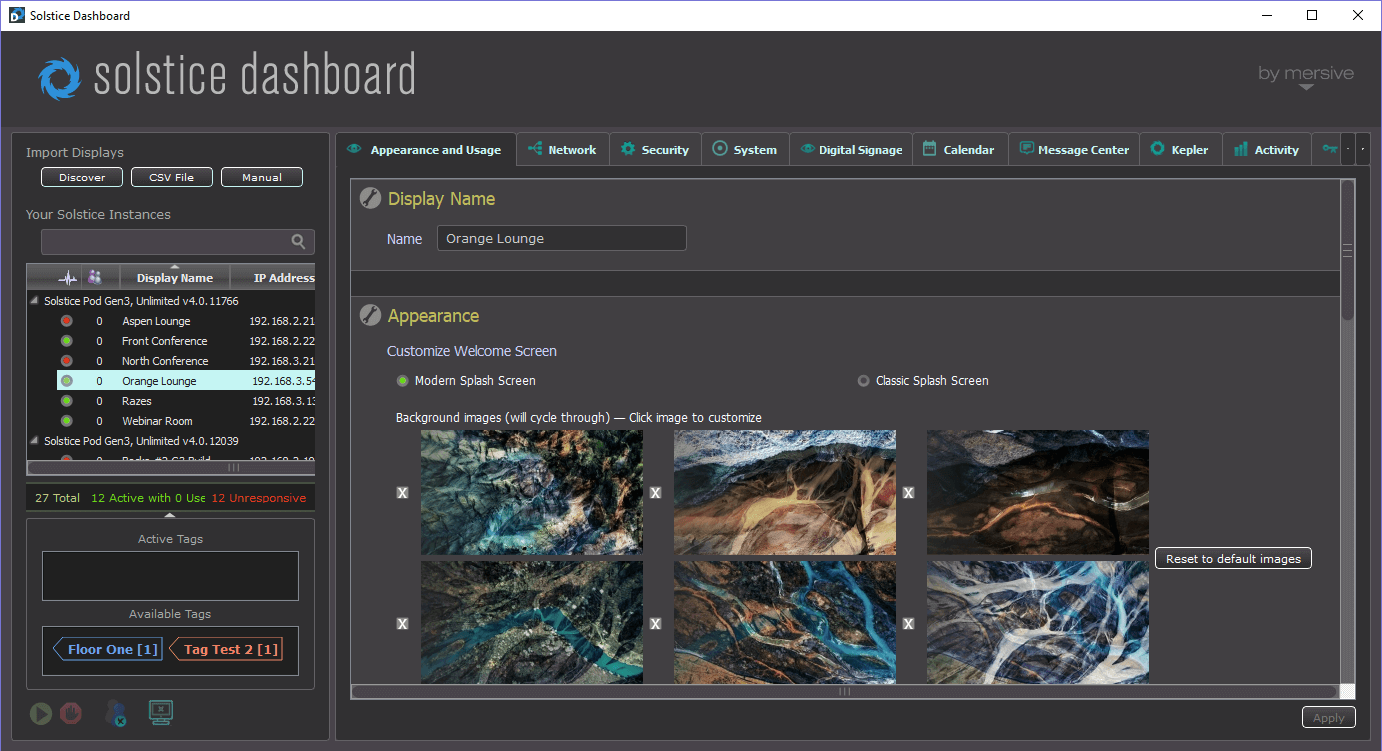 Solstice Dashboard
solstice dashboard
by mersive
Import Displays
Discover CSV File Manual
Your Solstice Instances
Display Name IP Address
Solstice Pod Gen3, Unlimited v4.0.11766
0 Aspen Lounge 192.168.2.21
0 Front Conference 192.168.2.22
0 North Conference 192.168.3.21
0 Orange Lounge 192.168.3.54
0 Razes 192.168.3.13
0 Webinar Room 192.168.2.22
Solstice Pod Gen3, Unlimited v4.0.12039
27 Total 12 Active with 0 Use 12 Unresponsive
Active Tags
Available Tags
Floor One [1] Tag Test 2 [1]
Appearance and Usage Network Security System Digital Signage Calendar Message Center Kepler Activity
Display Name
Name Orange Lounge
Appearance
Customize Welcome Screen
Modern Splash Screen Classic Splash Screen
Background images (will cycle through) — Click image to customize
X X X
Reset to default images
X X X
Apply